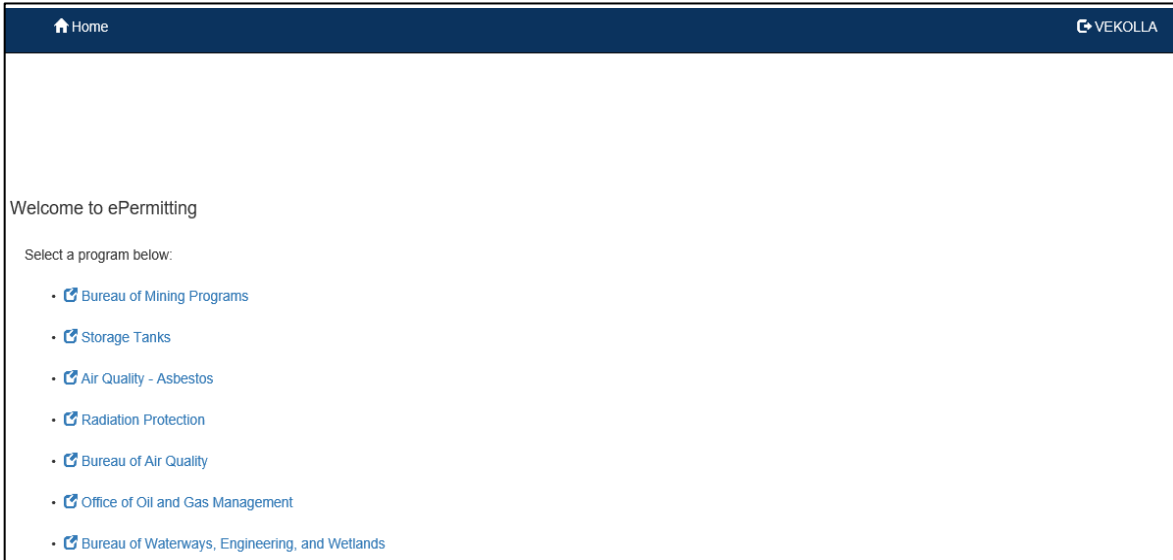 Home
VEKOLLA
Welcome to ePermitting
Select a program below:
• Bureau of Mining Programs
• Storage Tanks
• Air Quality - Asbestos
• Radiation Protection
• Bureau of Air Quality
• Office of Oil and Gas Management
• Bureau of Waterways, Engineering, and Wetlands